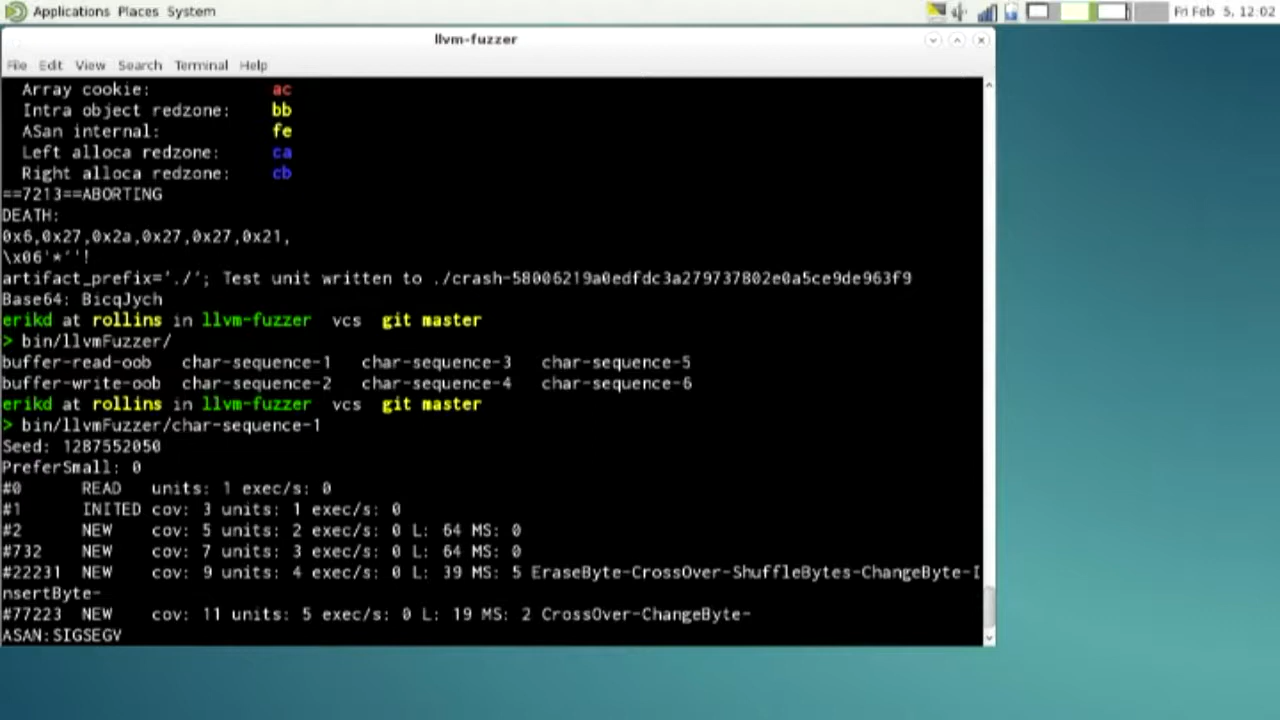 Applications Places System
Fri Feb 5, 12:02
llvm-fuzzer
File Edit View Search Terminal Help
Array cookie: ac
Intra object redzone: bb
ASan internal: fe
Left alloca redzone: ca
Right alloca redzone: cb
==7213==ABORTING
DEATH:
0x6,0x27,0x2a,0x27,0x27,0x21,
\x06'*''!
artifact_prefix='./'; Test unit written to ./crash-58006219a0edfdc3a279737802e0a5ce9de963f9
Base64: BicqJych
erikd at rollins in llvm-fuzzer vcs git master
> bin/llvmFuzzer/
buffer-read-oob char-sequence-1 char-sequence-3 char-sequence-5
buffer-write-oob char-sequence-2 char-sequence-4 char-sequence-6
erikd at rollins in llvm-fuzzer vcs git master
> bin/llvmFuzzer/char-sequence-1
Seed: 1287552050
PreferSmall: 0
#0 READ units: 1 exec/s: 0
#1 INITED cov: 3 units: 1 exec/s: 0
#2 NEW cov: 5 units: 2 exec/s: 0 L: 64 MS: 0
#732 NEW cov: 7 units: 3 exec/s: 0 L: 64 MS: 0
#22231 NEW cov: 9 units: 4 exec/s: 0 L: 39 MS: 5 EraseByte-CrossOver-ShuffleBytes-ChangeByte-I
nsertByte-
#77223 NEW cov: 11 units: 5 exec/s: 0 L: 19 MS: 2 CrossOver-ChangeByte-
ASAN:SIGSEGV